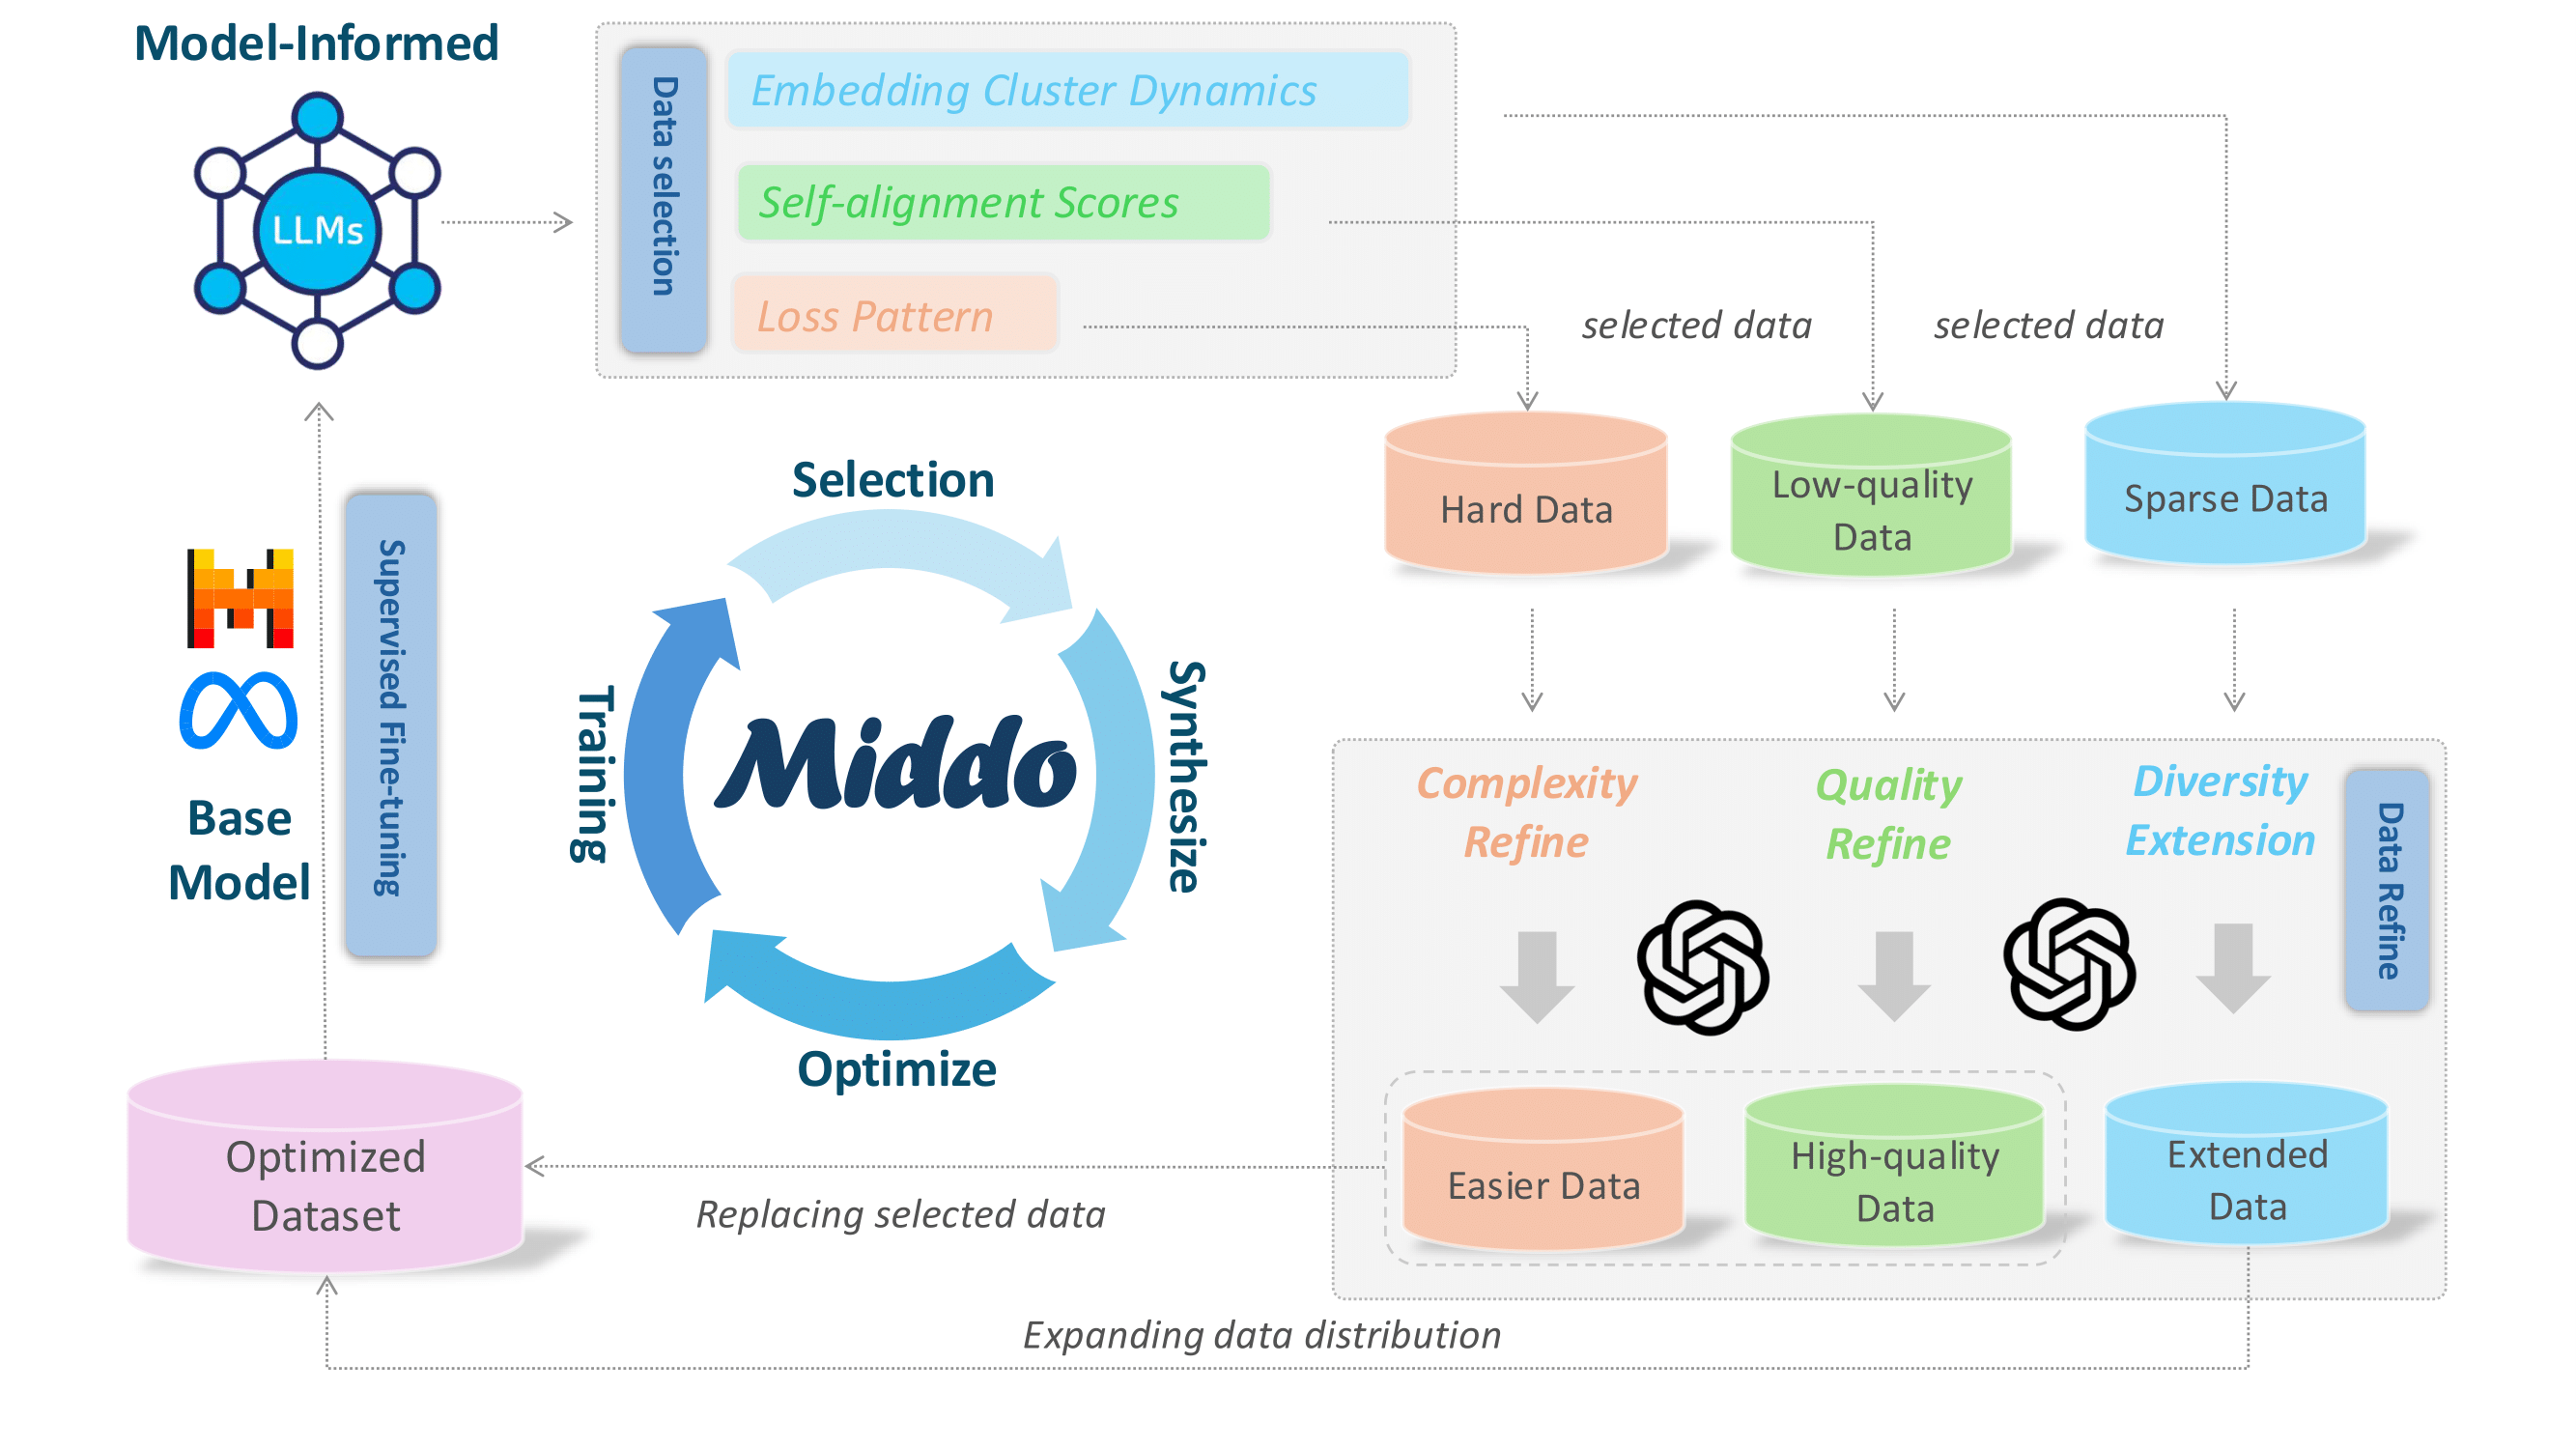 Model-Informed
LLMs
Data selection
Embedding Cluster Dynamics
Self-alignment Scores
Loss Pattern
selected data
selected data
Hard Data
Low-quality
Data
Sparse Data
Selection
Synthesize
Optimize
Training
Middo
Supervised Fine-tuning
Base
Model
Complexity
Refine
Quality
Refine
Diversity
Extension
Data Refine
Easier Data
High-quality
Data
Extended
Data
Optimized
Dataset
Replacing selected data
Expanding data distribution